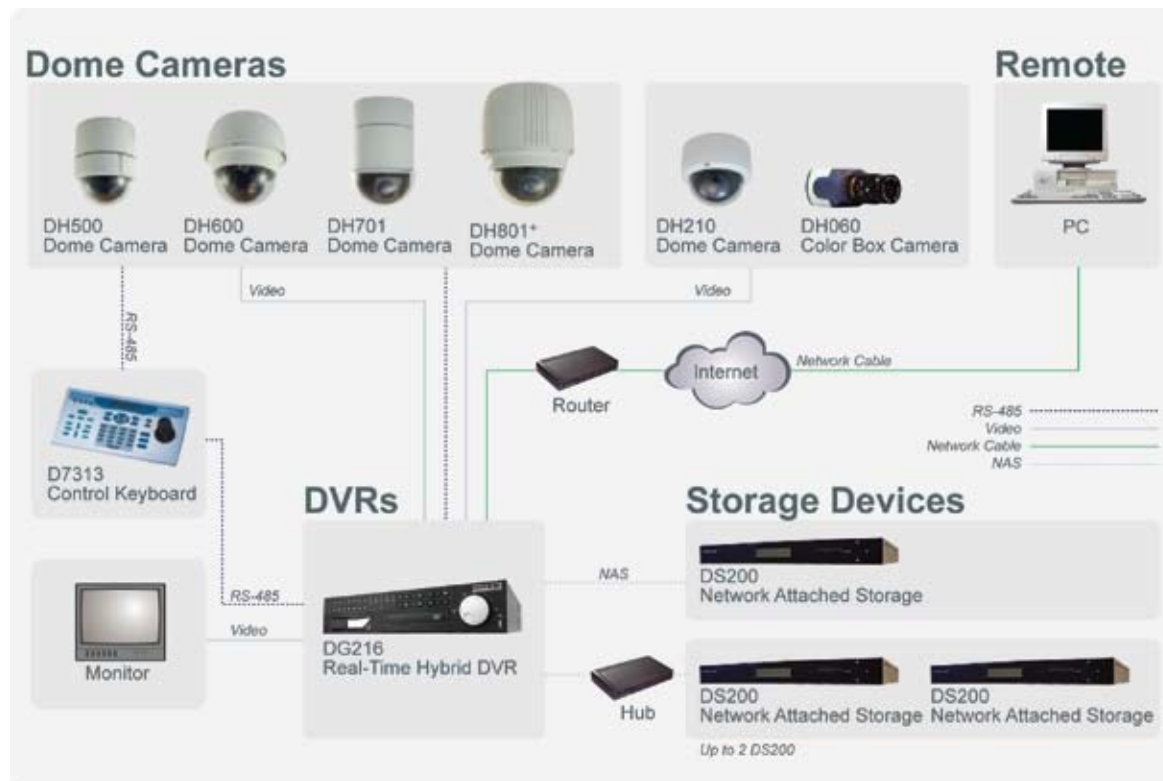 Dome Cameras
Remote
DH500
Dome Camera
DH600
Dome Camera
DH701
Dome Camera
DH801+
Dome Camera
DH210
Dome Camera
DH060
Color Box Camera
PC
Video
Video
RS-485
Router
Internet
Network Cable
RS-485
Video
Network Cable
NAS
D7313
Control Keyboard
DVRs
Storage Devices
RS-485
Video
Monitor
DG216
Real-Time Hybrid DVR
NAS
DS200
Network Attached Storage
Hub
DS200
Network Attached Storage
DS200
Network Attached Storage
Up to 2 DS200